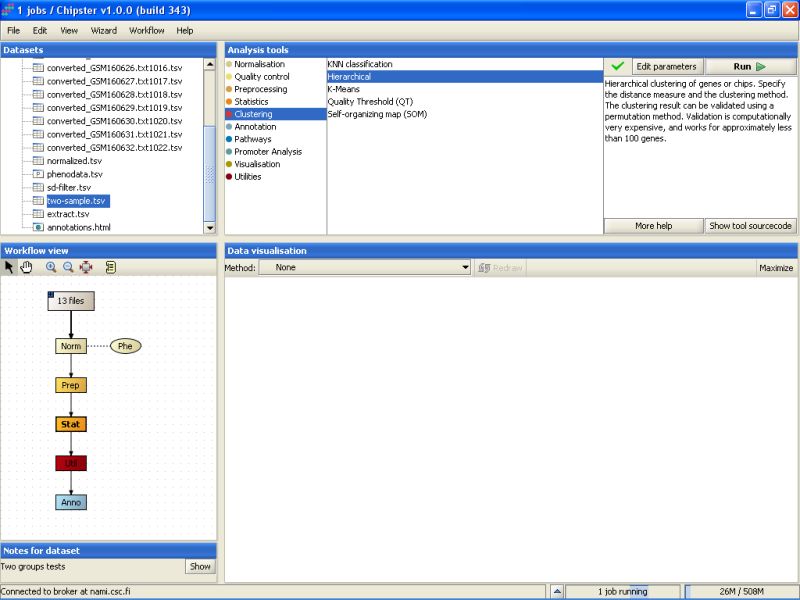 1 jobs / Chipster v1.0.0 (build 343)
File Edit View Wizard Workflow Help
Datasets
converted_GSM160626.txt1016.tsv
converted_GSM160627.txt1017.tsv
converted_GSM160628.txt1018.tsv
converted_GSM160629.txt1019.tsv
converted_GSM160630.txt1020.tsv
converted_GSM160631.txt1021.tsv
converted_GSM160632.txt1022.tsv
normalized.tsv
phenodata.tsv
sd-filter.tsv
two-sample.tsv
extract.tsv
annotations.html
Analysis tools
Normalisation
Quality control
Preprocessing
Statistics
Clustering
Annotation
Pathways
Promoter Analysis
Visualisation
Utilities
KNN classification
Hierarchical
K-Means
Quality Threshold (QT)
Self-organizing map (SOM)
Edit parameters
Run
Hierarchical clustering of genes or chips. Specify
the distance measure and the clustering method.
The clustering result can be validated using a
permutation method. Validation is computationally
very expensive, and works for approximately less
than 100 genes.
More help
Show tool sourcecode
Workflow view
13 files
Norm
Phe
Prep
Stat
Util
Anno
Data visualisation
Method: None
Redraw
Maximize
Notes for dataset
Two groups tests
Show
Connected to broker at nami.csc.fi
1 job running
26M / 508M